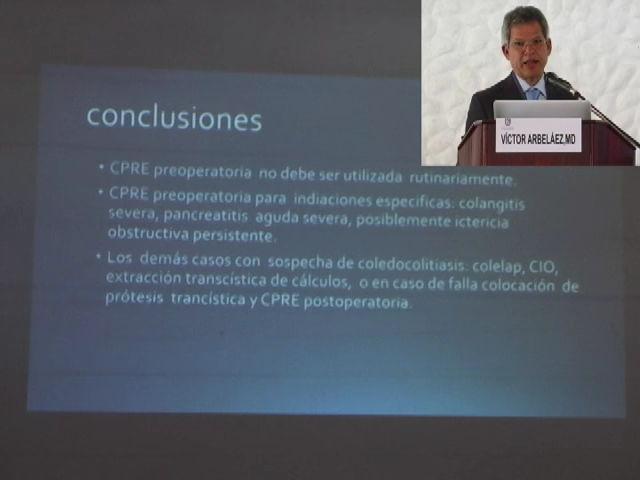 conclusiones
• CPRE preoperatoria no debe ser utilizada rutinariamente.
• CPRE preoperatoria para indiaciones especificas: colangitis
severa, pancreatitis aguda severa, posiblemente ictericia
obstructiva persistente.
• Los demás casos con sospecha de coledocolitiasis: colelap, CIO,
extracción transcística de cálculos, o en caso de falla colocación de
prótesis trancística y CPRE postoperatoria.
VÍCTOR ARBELÁEZ,MD